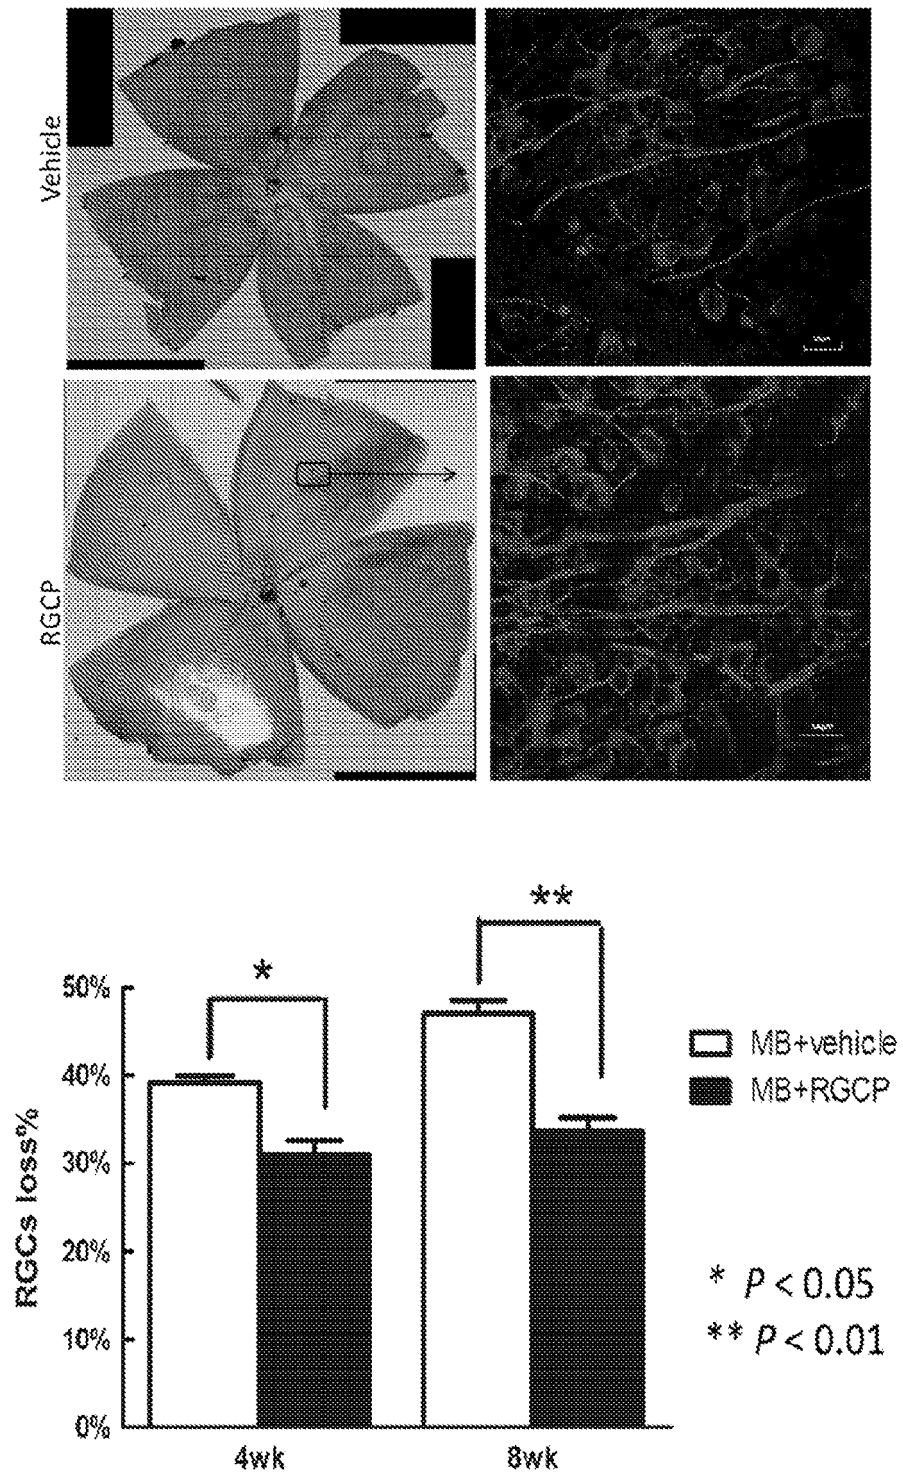 Vehicle
RGCP
**
*
50%
40%
30%
20%
10%
0%
RGCs loss%
4wk
8wk
MB+vehicle
MB+RGCP
* P < 0.05
** P < 0.01